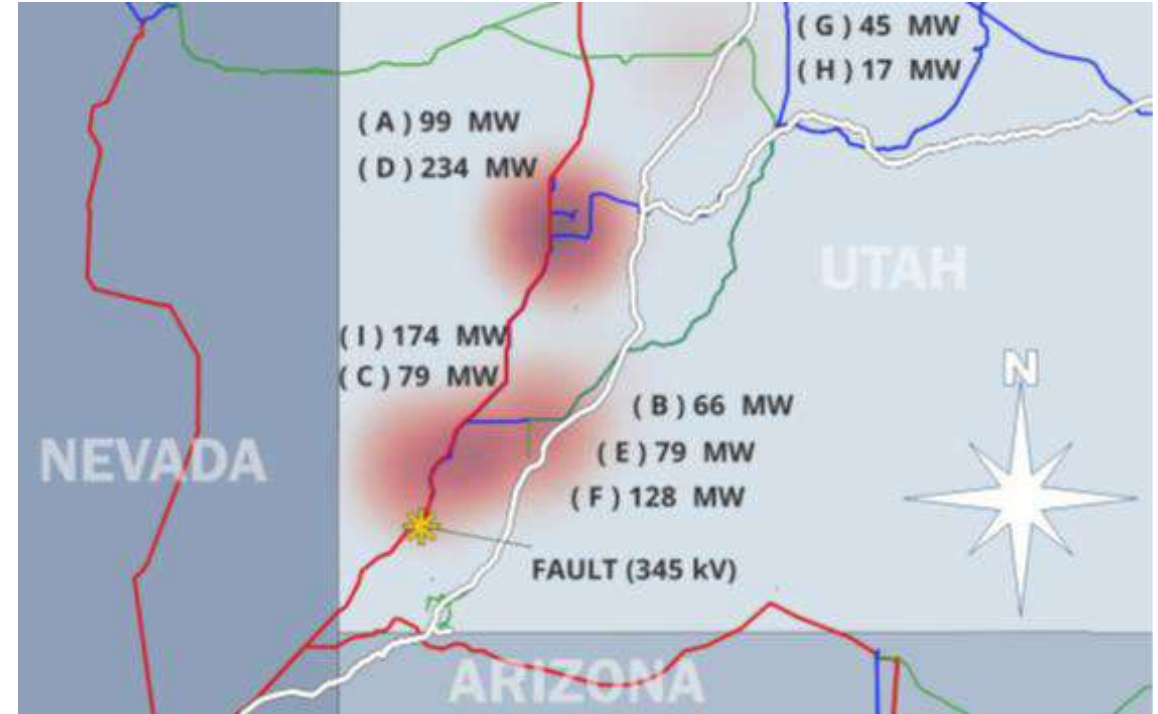 ( G ) 45 MW
( H ) 17 MW
( A ) 99 MW
( D ) 234 MW
UTAH
( I ) 174 MW
( C ) 79 MW
N
( B ) 66 MW
NEVADA
( E ) 79 MW
( F ) 128 MW
FAULT (345 kV)
ARIZONA